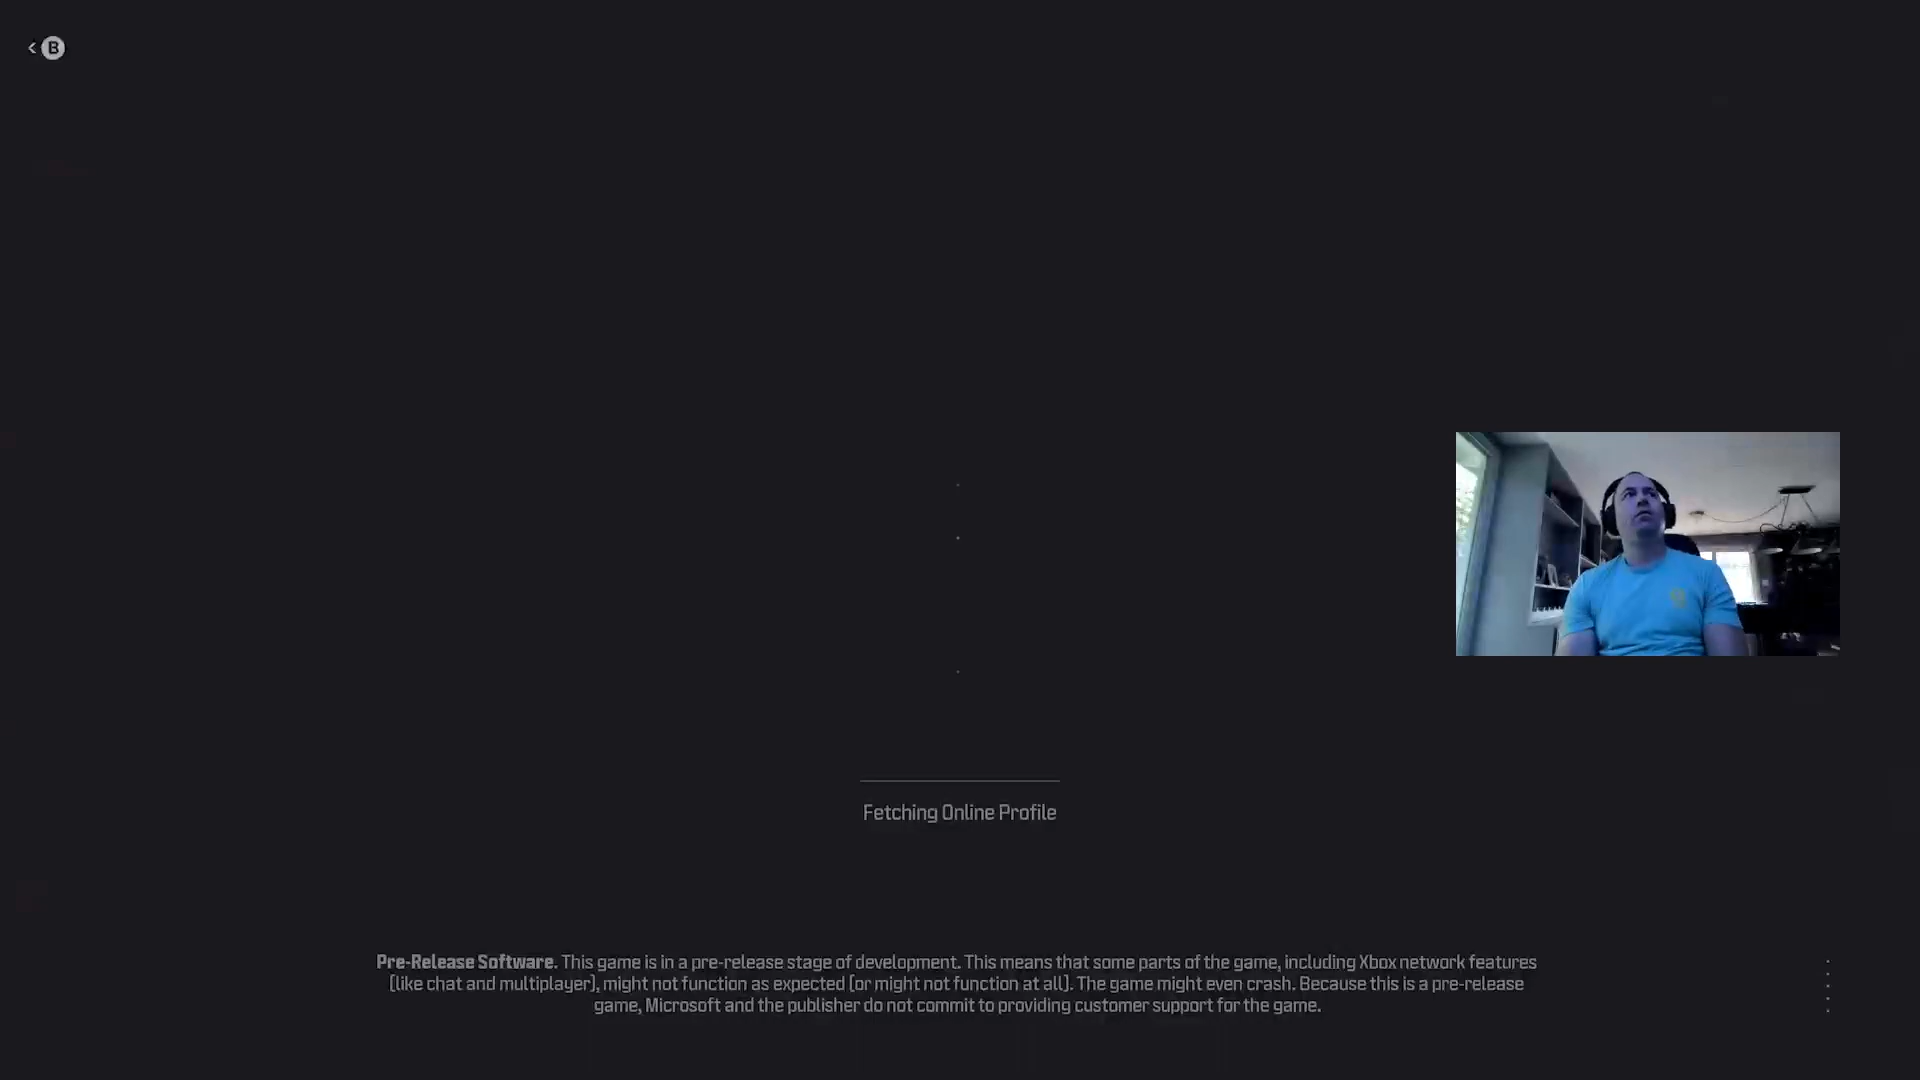 < B
Fetching Online Profile
Pre-Release Software. This game is in a pre-release stage of development. This means that some parts of the game, including Xbox network features
[like chat and multiplayer], might not function as expected [or might not function at all]. The game might even crash. Because this is a pre-release
game, Microsoft and the publisher do not commit to providing customer support for the game.